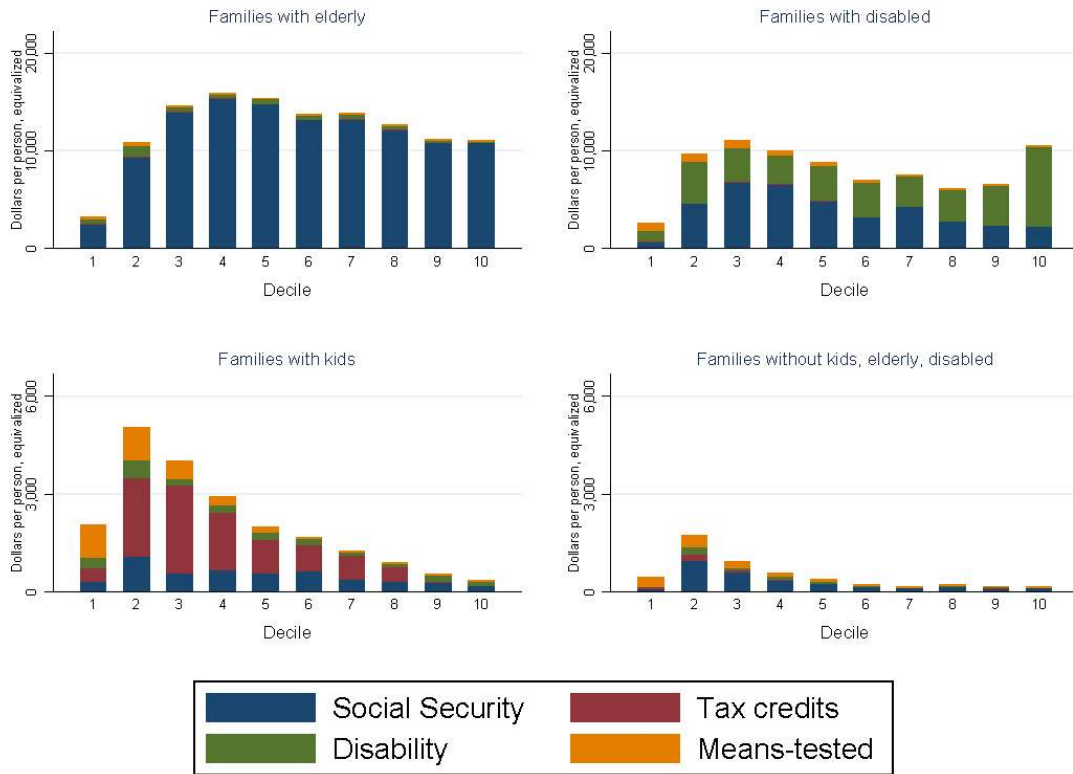 Families with elderly
Dollars per person, equivalized
20,000
10,000
0
1 2 3 4 5 6 7 8 9 10
Decile
Families with disabled
Dollars per person, equivalized
20,000
10,000
0
1 2 3 4 5 6 7 8 9 10
Decile
Families with kids
Dollars per person, equivalized
6,000
3,000
0
1 2 3 4 5 6 7 8 9 10
Decile
Families without kids, elderly, disabled
Dollars per person, equivalized
6,000
3,000
0
1 2 3 4 5 6 7 8 9 10
Decile
Social Security
Tax credits
Disability
Means-tested